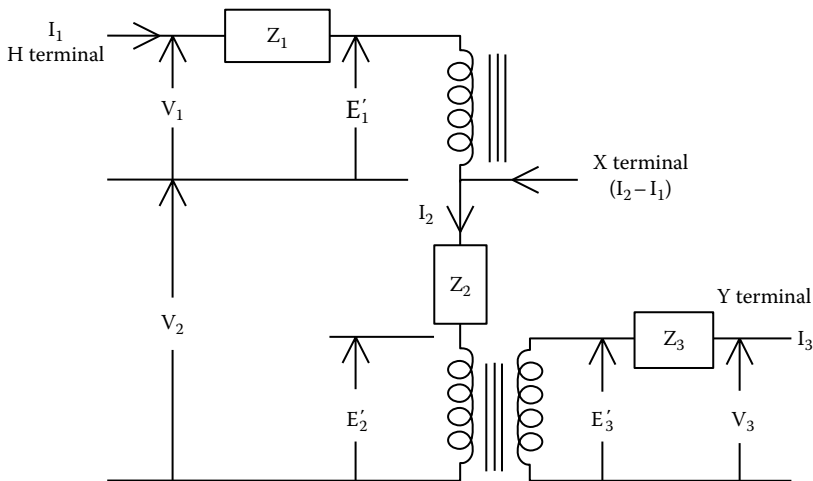 I₁
H terminal
Z₁
V₁
E′₁
X terminal
(I₂–I₁)
I₂
Z₂
Y terminal
V₂
Z₃
I₃
E′₂
E′₃
V₃